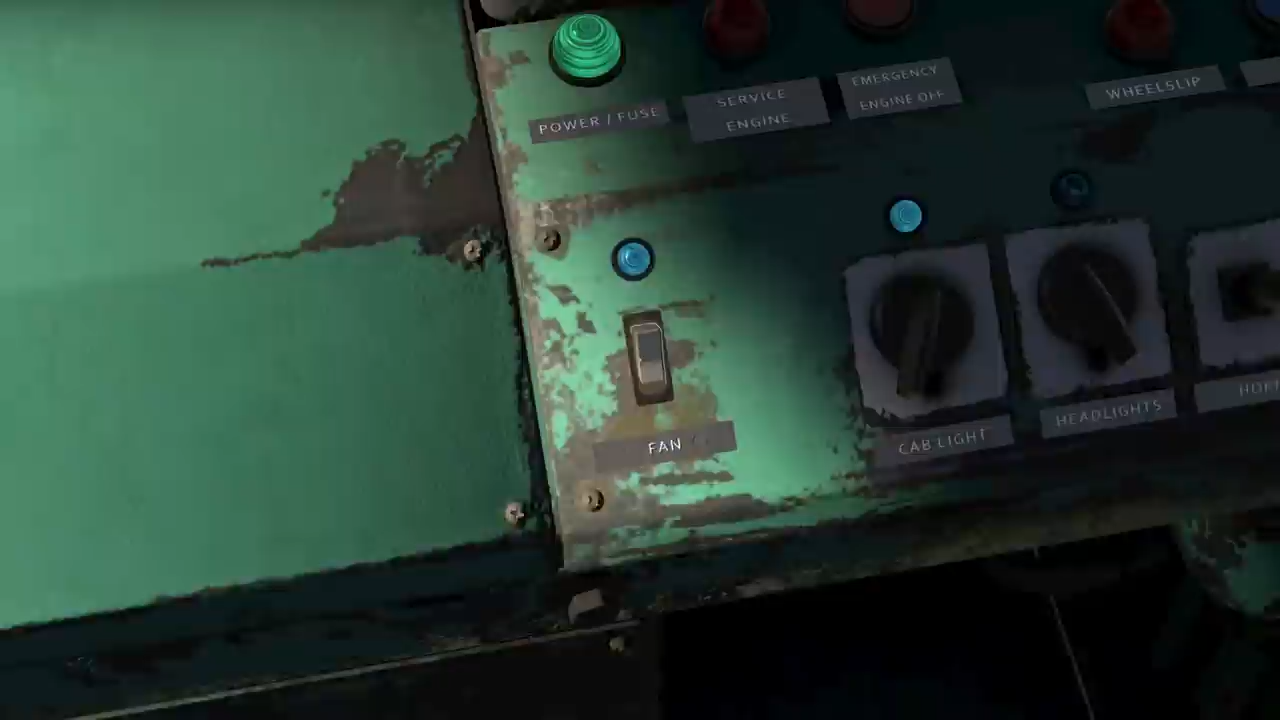 POWER / FUSE
SERVICE
ENGINE
EMERGENCY
ENGINE OFF
WHEELSLIP
FAN
CAB LIGHT
HEADLIGHTS